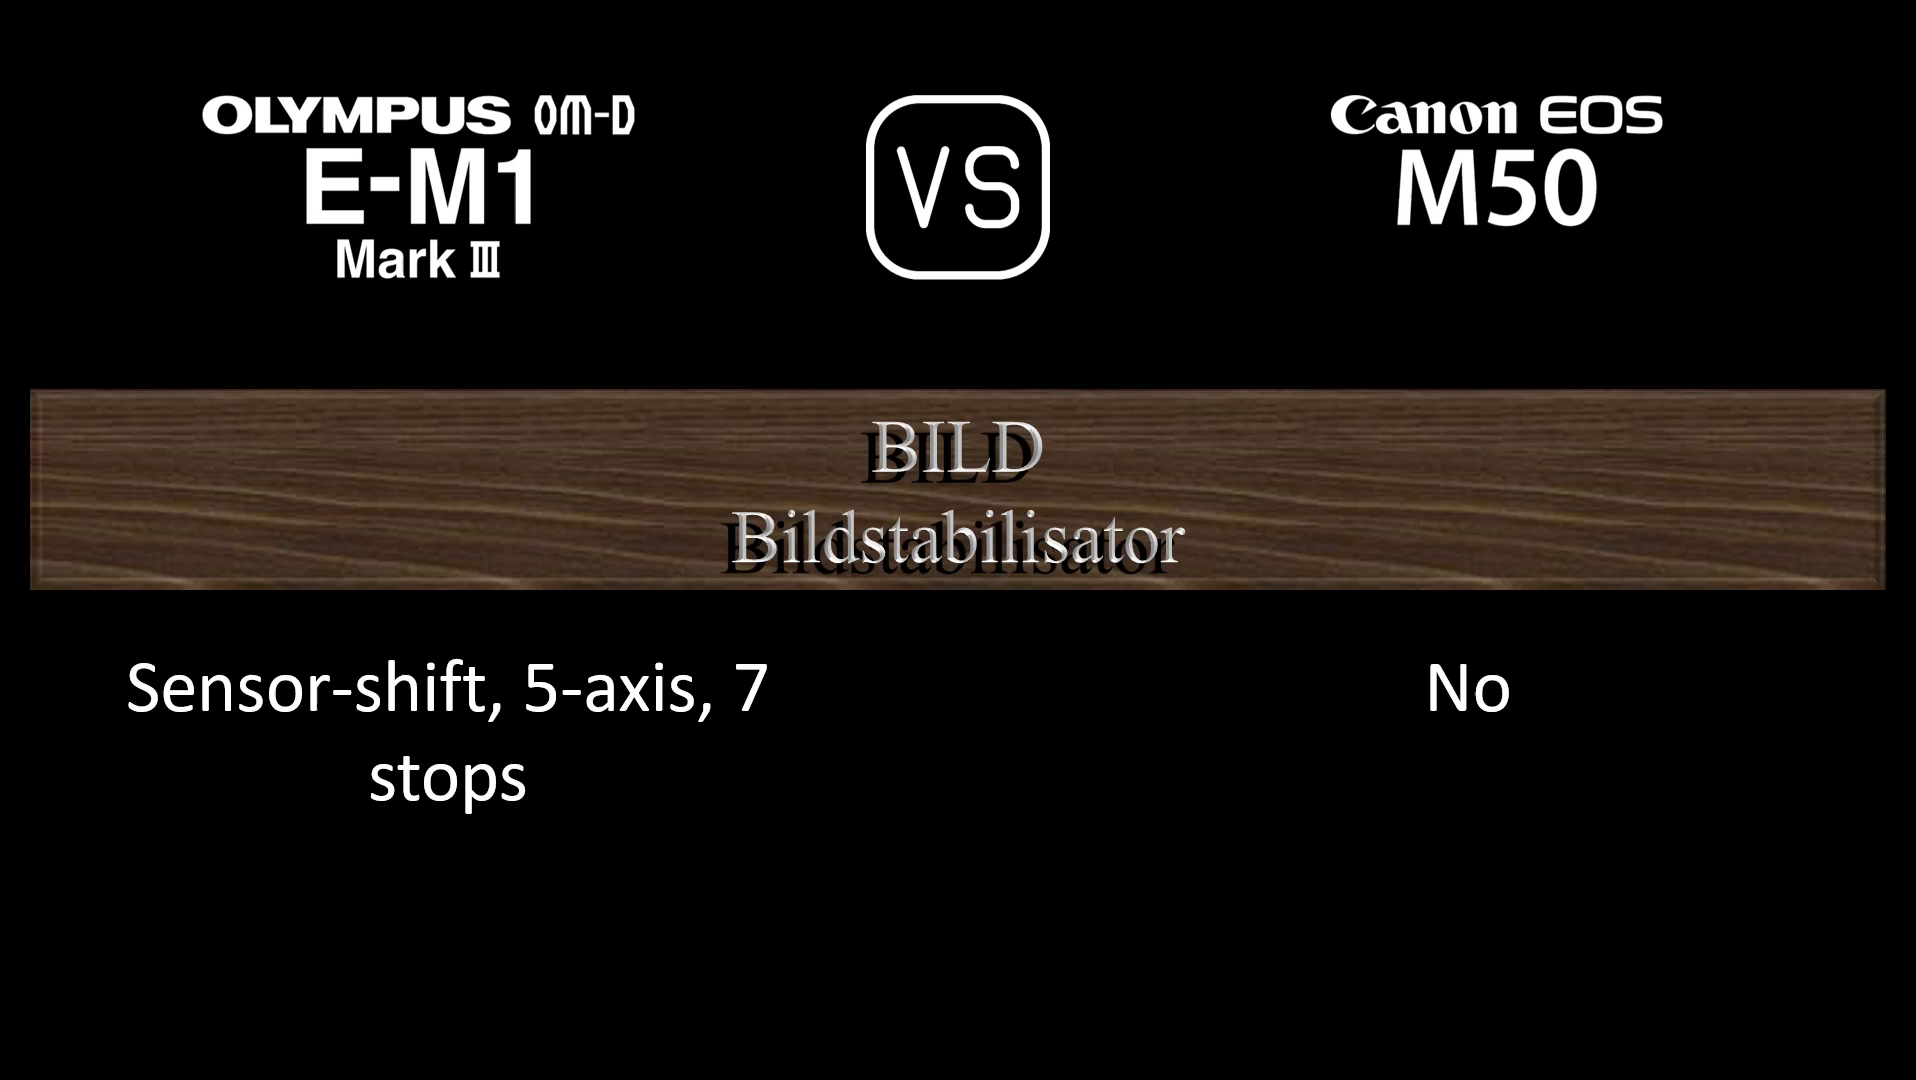 OLYMPUS OM-D
E-M1
Mark III
VS
Canon EOS
M50
BILD
Bildstabilisator
Sensor-shift, 5-axis, 7
stops
No